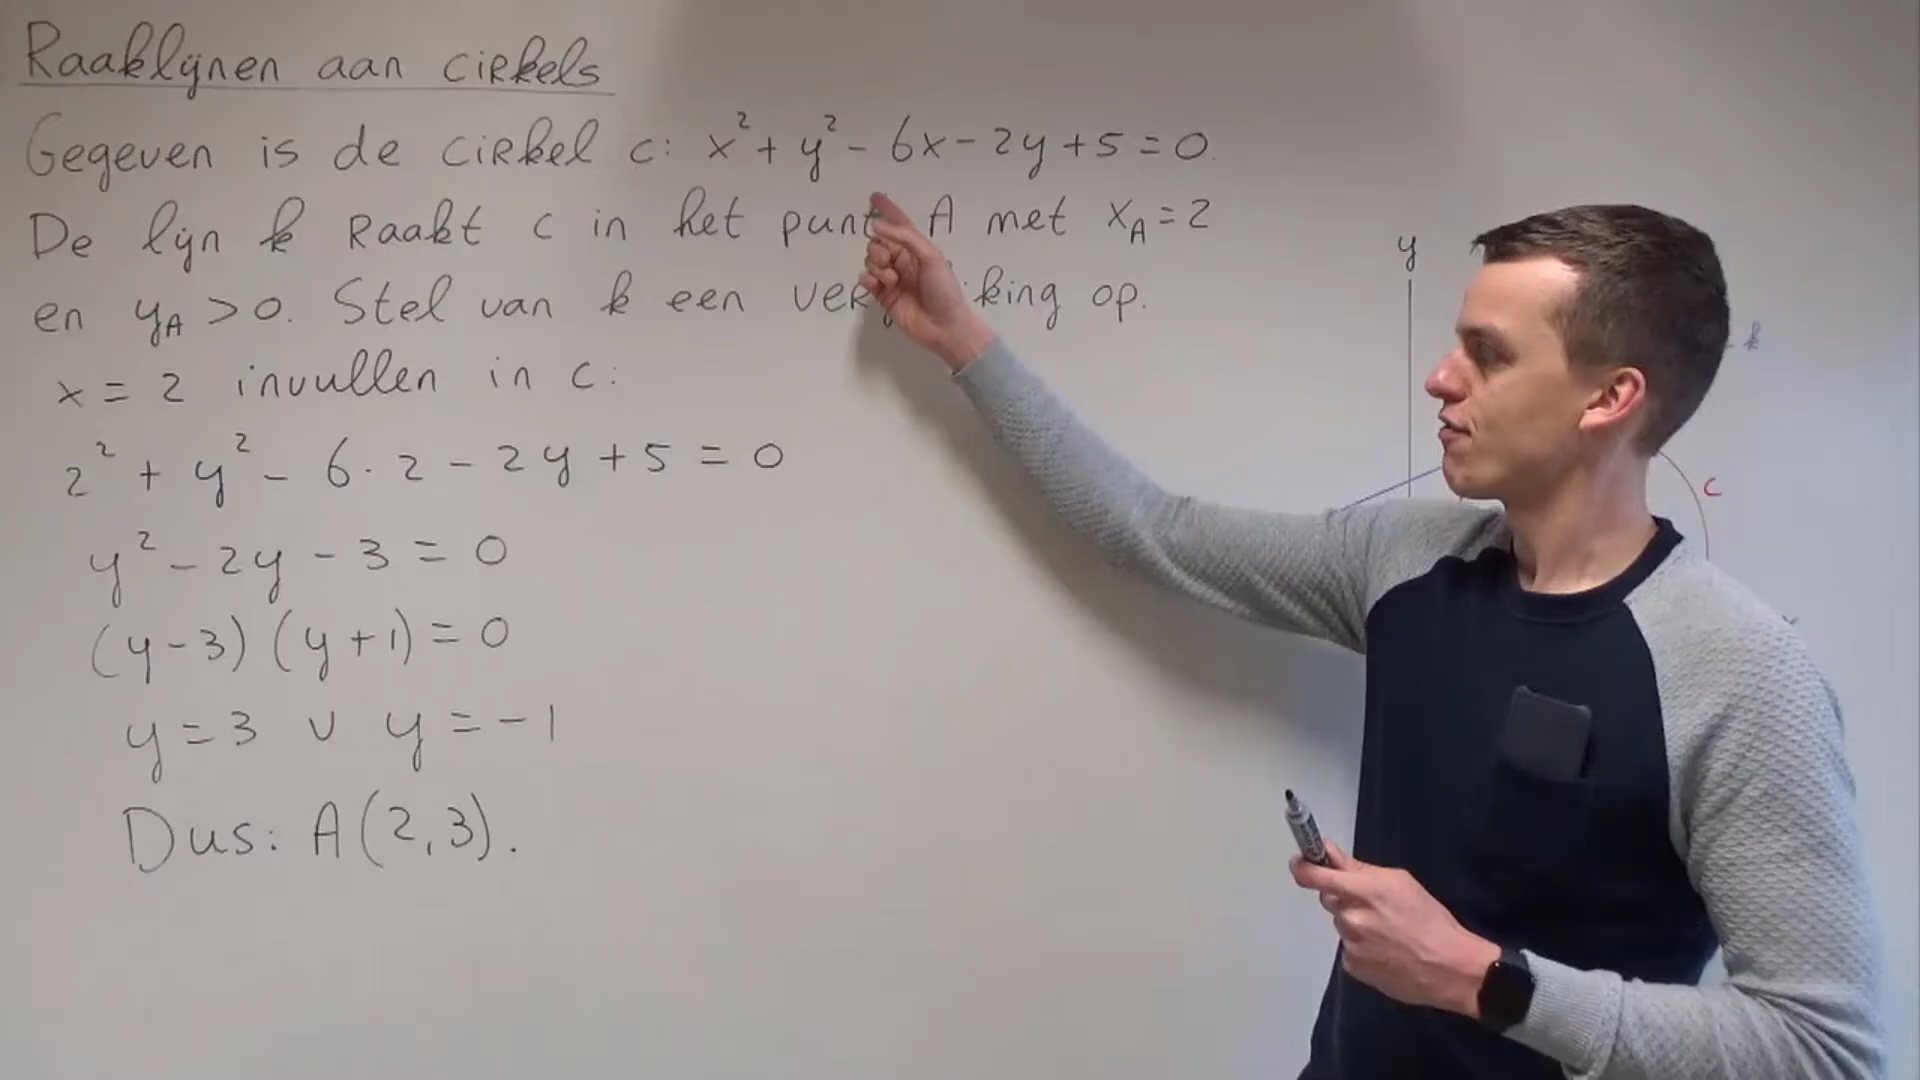 Raaklijnen aan cirkels
Gegeven is de cirkel c: x² + y² - 6x - 2y + 5 = 0.
De lijn k Raakt c in het punt A met x_A = 2
en y_A > 0. Stel van k een op.
x = 2 invullen in c:
2² + y² - 6 · 2 - 2y + 5 = 0
y² - 2y - 3 = 0
(y - 3) (y + 1) = 0
y = 3 ∨ y = -1
Dus: A(2, 3).
y
c